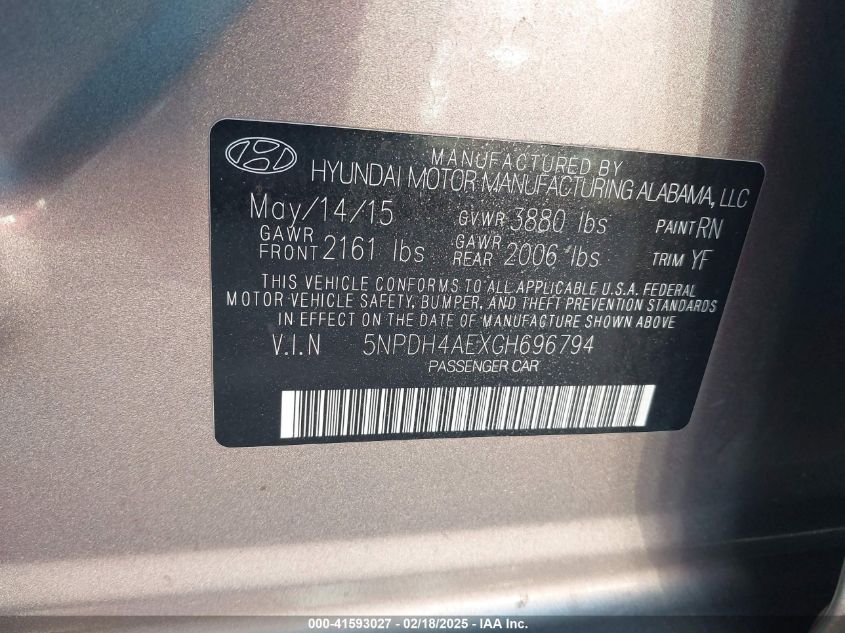 MANUFACTURED BY
HYUNDAI MOTOR MANUFACTURING ALABAMA, LLC
May/14/15 GVWR 3880 lbs PAINT RN
GAWR FRONT 2161 lbs GAWR REAR 2006 lbs TRIM YF
THIS VEHICLE CONFORMS TO ALL APPLICABLE U.S.A. FEDERAL
MOTOR VEHICLE SAFETY, BUMPER, AND THEFT PREVENTION STANDARDS
IN EFFECT ON THE DATE OF MANUFACTURE SHOWN ABOVE
V.I.N 5NPDH4AEXGH696794
PASSENGER CAR
000-41593027 - 02/18/2025 - IAA Inc.